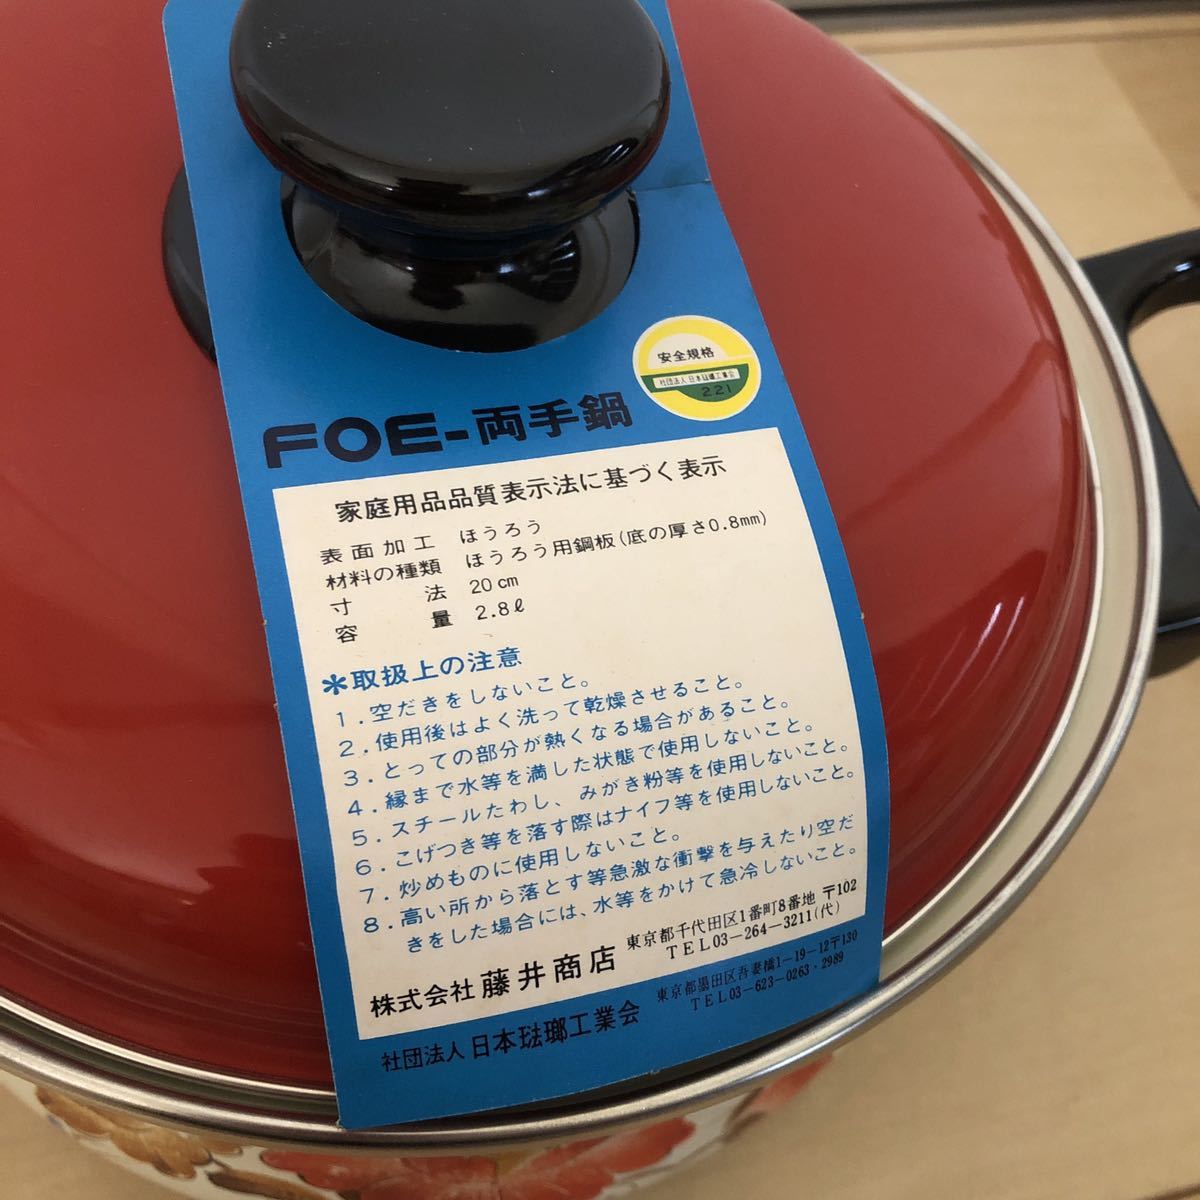 安全規格
社団法人日本琺瑯工業会
221
FOE-両手鍋
家庭用品品質表示法に基づく表示
表面加工 ほうろう
材料の種類 ほうろう用鋼板(底の厚さ0.8mm)
寸法 20cm
容量 2.8ℓ
*取扱上の注意
1.空だきをしないこと。
2.使用後はよく洗って乾燥させること。
3.とっての部分が熱くなる場合があること。
4.縁まで水等を満した状態で使用しないこと。
5.スチールたわし、みがき粉等を使用しないこと。
6.こげつき等を落す際はナイフ等を使用しないこと。
7.炒めものに使用しないこと。
8.高い所から落とす等急激な衝撃を与えたり空だ
きをした場合には、水等をかけて急冷しないこと。
株式会社 藤井商店 東京都千代田区1番町8番地 〒102
TEL03-264-3211(代)
社団法人日本琺瑯工業会 東京都墨田区吾妻橋1-19-12〒130
TEL03-623-0263・2989